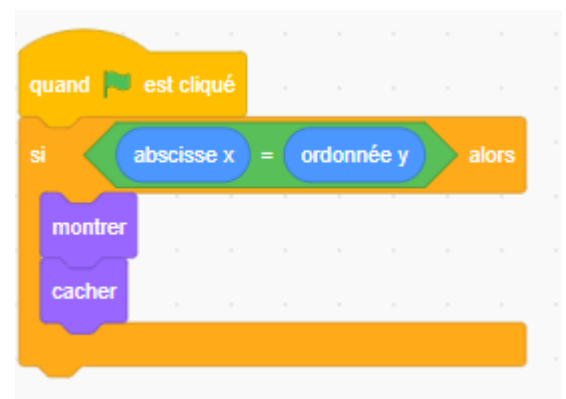 quand est cliqué
si abscisse x = ordonnée y alors
montrer
cacher